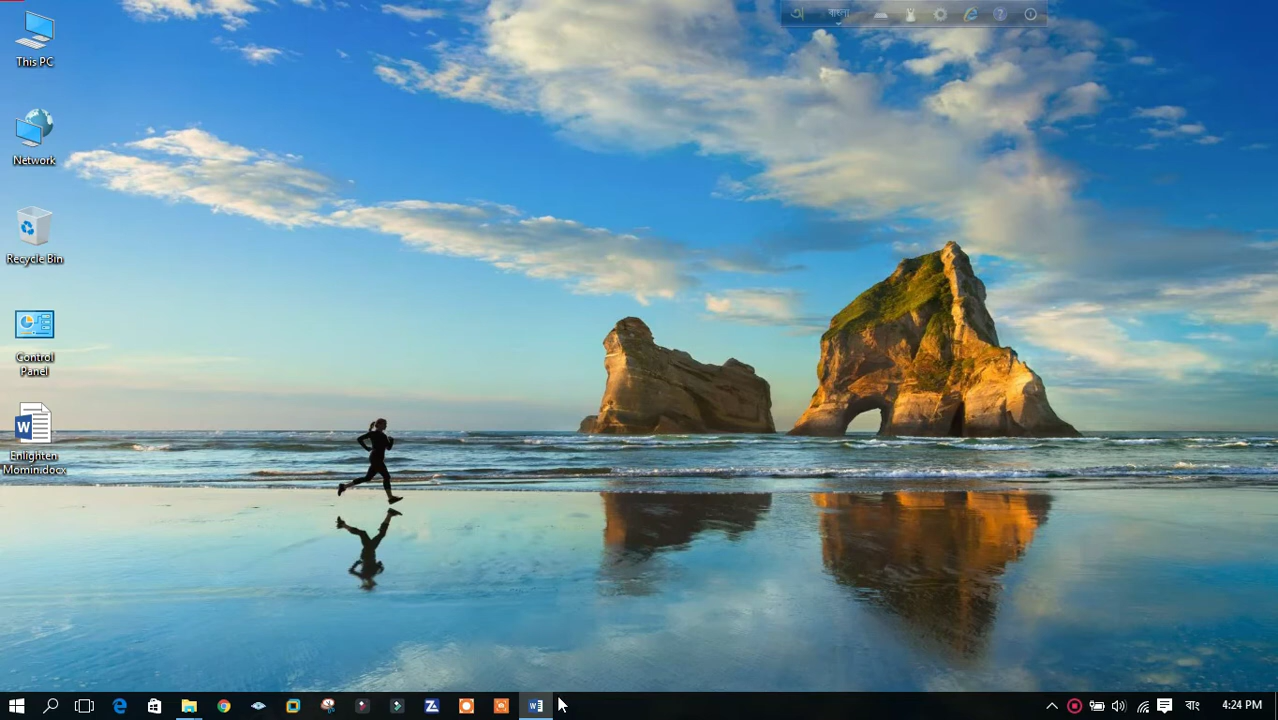 বাংলা
This PC
Network
Recycle Bin
Control
Panel
Enlighten
Momin.docx
বাং
4:24 PM